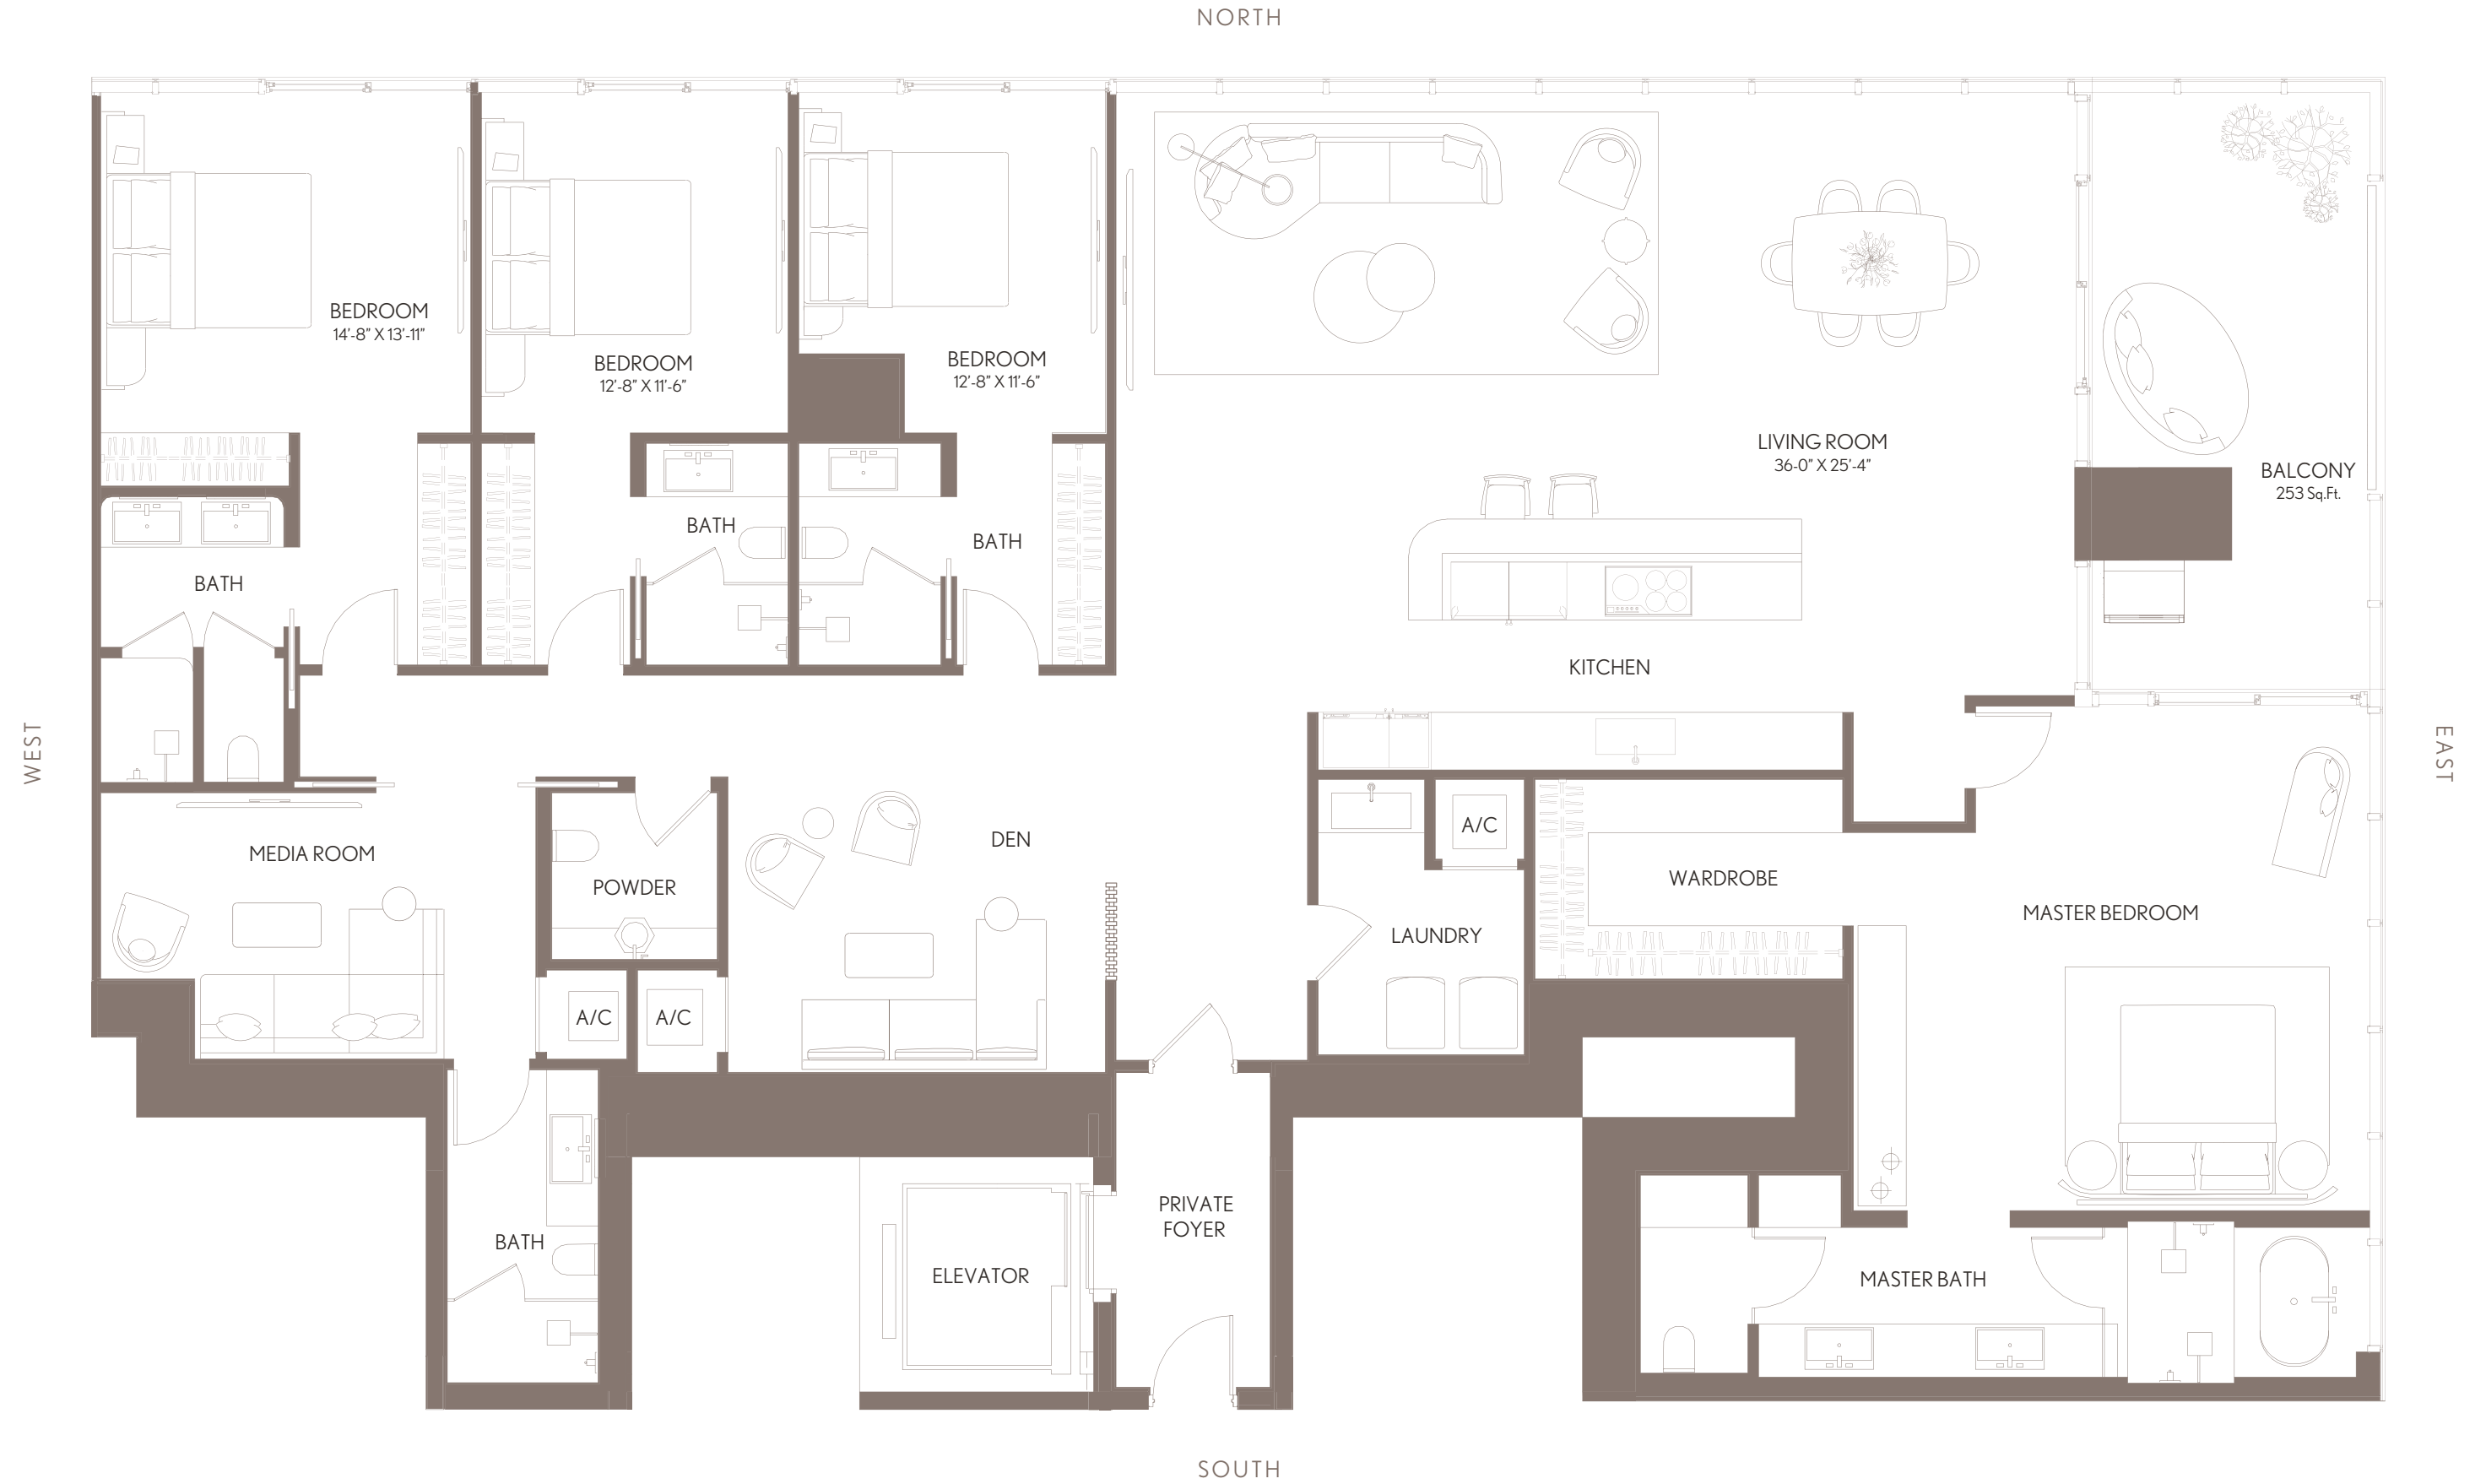 NORTH
BEDROOM
14'-8" X 13'-11"
BEDROOM
12'-8" X 11'-6"
BEDROOM
12'-8" X 11'-6"
LIVING ROOM
36-0" X 25'-4"
BALCONY
253 Sq.Ft.
BATH
BATH
BATH
KITCHEN
WEST
EAST
MEDIA ROOM
POWDER
DEN
A/C
LAUNDRY
WARDROBE
MASTER BEDROOM
A/C
A/C
BATH
ELEVATOR
PRIVATE
FOYER
MASTER BATH
SOUTH